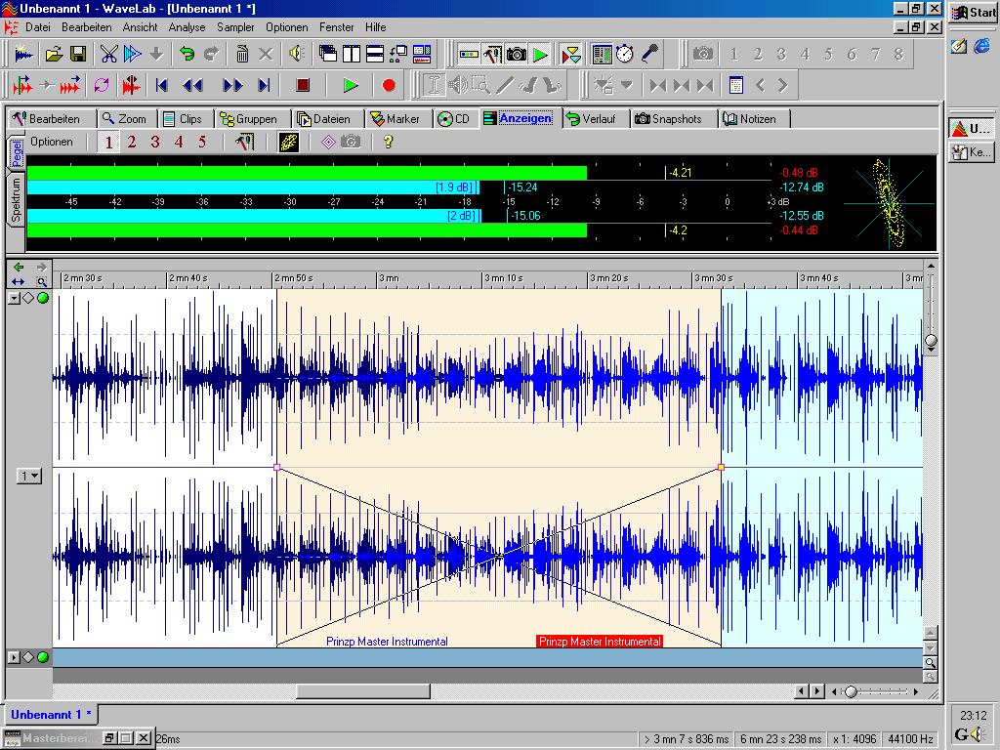 Unbenannt 1 - WaveLab - [Unbenannt 1 *]
Start
Datei Bearbeiten Ansicht Analyse Sampler Optionen Fenster Hilfe
1 2 3 4 5 6 7 8
Bearbeiten Zoom Clips Gruppen Dateien Marker CD Anzeigen Verlauf Snapshots Notizen
U...
Ke...
Optionen 1 2 3 4 5 ?
Pegel
Spektrum
-4.21 -0.48 dB
[1.9 dB] -15.24 -12.74 dB
-45 -42 -39 -36 -33 -30 -27 -24 -21 -18 -15 -12 -9 -6 -3 dB
[2 dB] -15.06 -12.55 dB
-4.2 -0.44 dB
2 mn 30 s 2 mn 40 s 2 mn 50 s 3 mn 3 mn 10 s 3 mn 20 s 3 mn 30 s 3 mn 40 s 3 mn
1
Prinzp Master Instrumental Prinzp Master Instrumental
Unbenannt 1 *
23:12
Masterberei... 26ms > 3 mn 7 s 836 ms 6 mn 23 s 238 ms x 1: 4096 44100 Hz
G